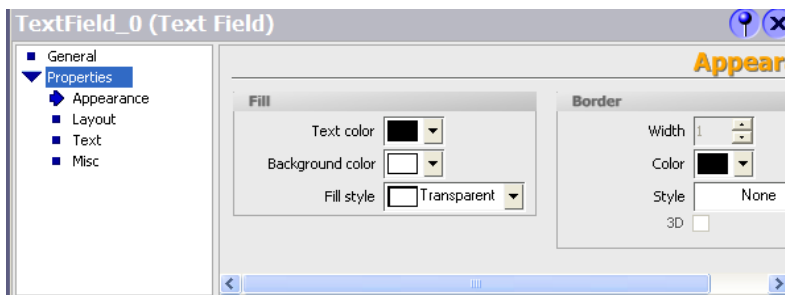 TextField_0 (Text Field)
General
Properties
Appearance
Layout
Text
Misc
Appear
Fill
Text color
Background color
Fill style Transparent
Border
Width 1
Color
Style None
3D